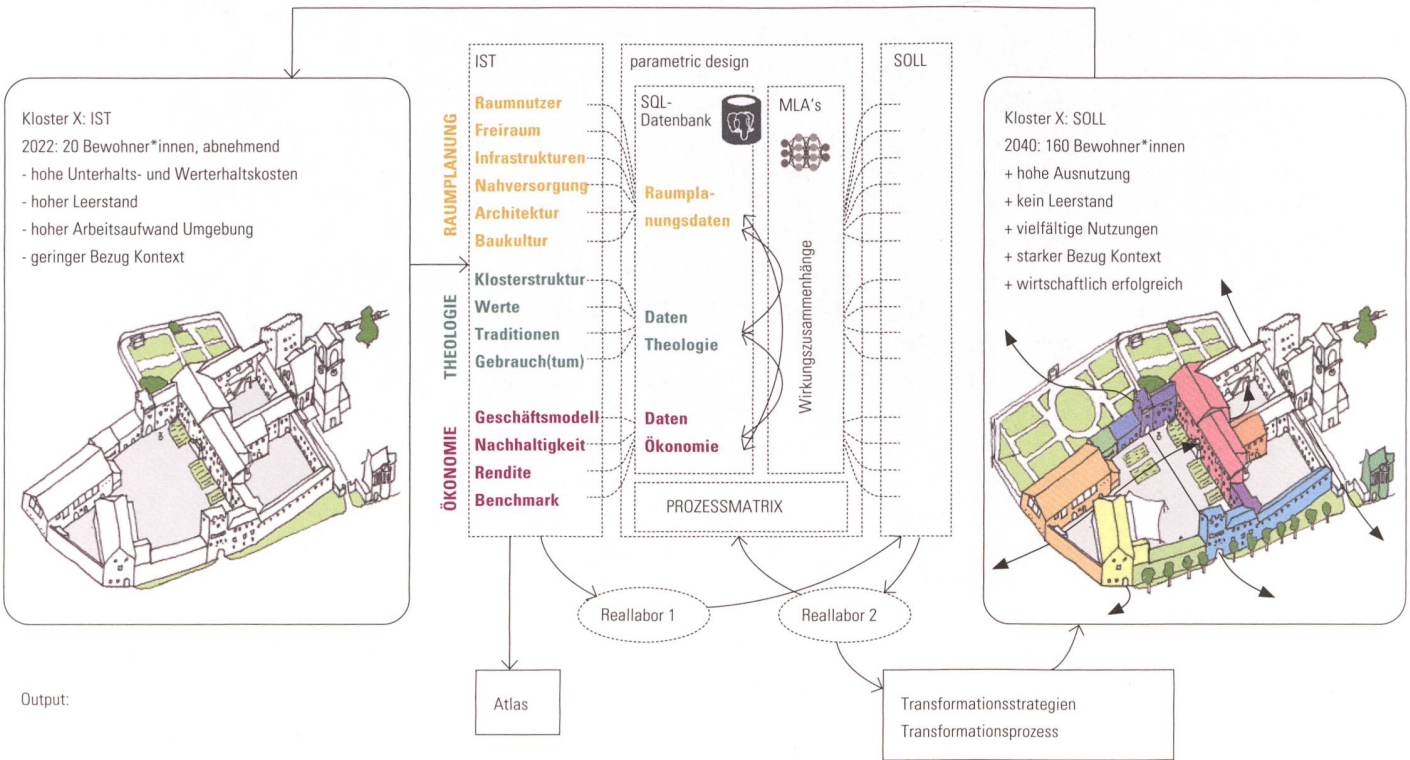 Kloster X: IST
2022: 20 Bewohner*innen, abnehmend
- hohe Unterhalts- und Werterhaltskosten
- hoher Leerstand
- hoher Arbeitsaufwand Umgebung
- geringer Bezug Kontext
IST
RAUMPLANUNG
Raumnutzer
Freiraum
Infrastrukturen
Nahversorgung
Architektur
Baukultur
THEOLOGIE
Klosterstruktur
Werte
Traditionen
Gebrauch(tum)
ÖKONOMIE
Geschäftsmodell
Nachhaltigkeit
Rendite
Benchmark
parametric design
SQL-
Datenbank
Raumpla-
nungsdaten
Daten
Theologie
Daten
Ökonomie
MLA's
Wirkungszusammenhänge
PROZESSMATRIX
SOLL
Kloster X: SOLL
2040: 160 Bewohner*innen
+ hohe Ausnutzung
+ kein Leerstand
+ vielfältige Nutzungen
+ starker Bezug Kontext
+ wirtschaftlich erfolgreich
Reallabor 1
Reallabor 2
Output:
Atlas
Transformationsstrategien
Transformationsprozess